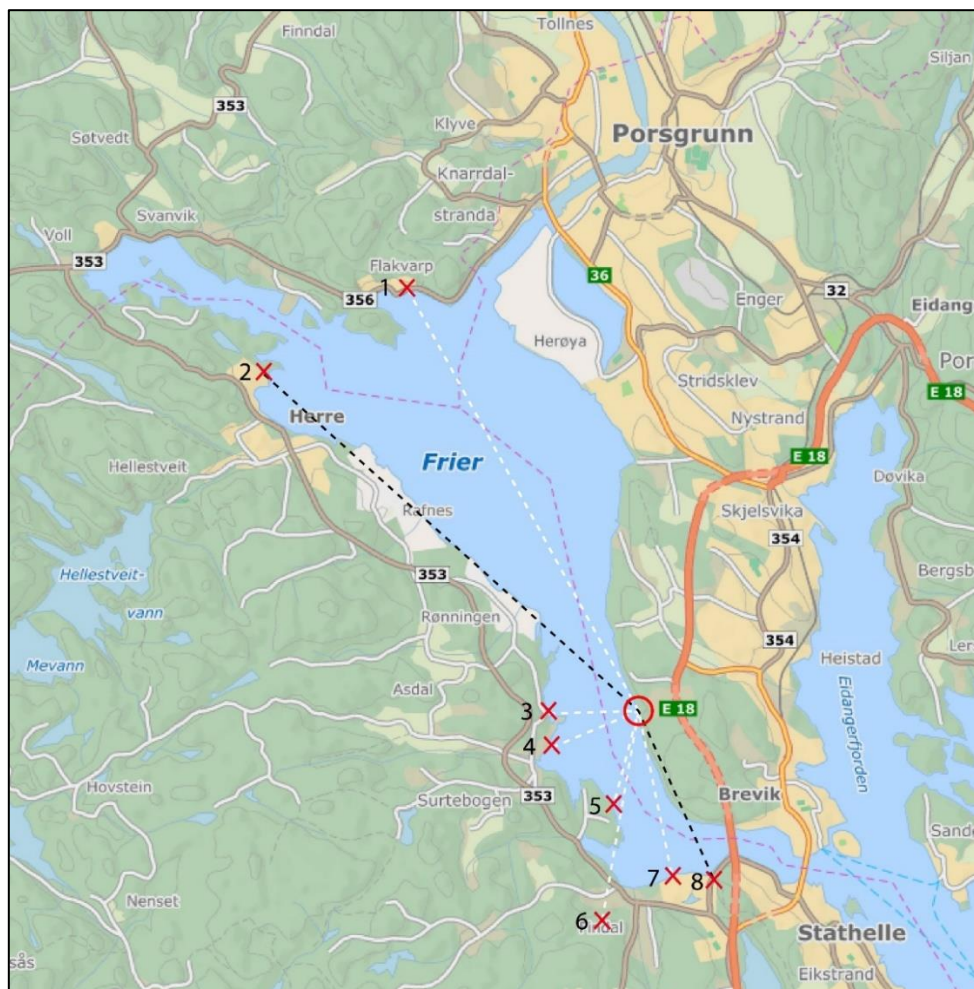 Tollnes
Finndal
Siljan
353
Klyve
Porsgrunn
Søtvedt
Knarrdal-
stranda
Svanvik
Voll
353
Flakvarp
1
356
36
32
Enger
Eidang
Herøya
Por
2
Stridsklev
E 18
Herre
Nystrand
E 18
Frier
Hellestveit
Døvika
Rafnes
Skjelsvika
354
Hellestveit-
vann
353
Bergsb
Rønningen
354
Mevann
Heistad
Ler
Asdal
3
E 18
Eidangerfjorden
4
Hovstein
353
Brevik
Surtebogen
5
Sand
7
8
Nenset
6
Stathelle
sås
Eikstrand